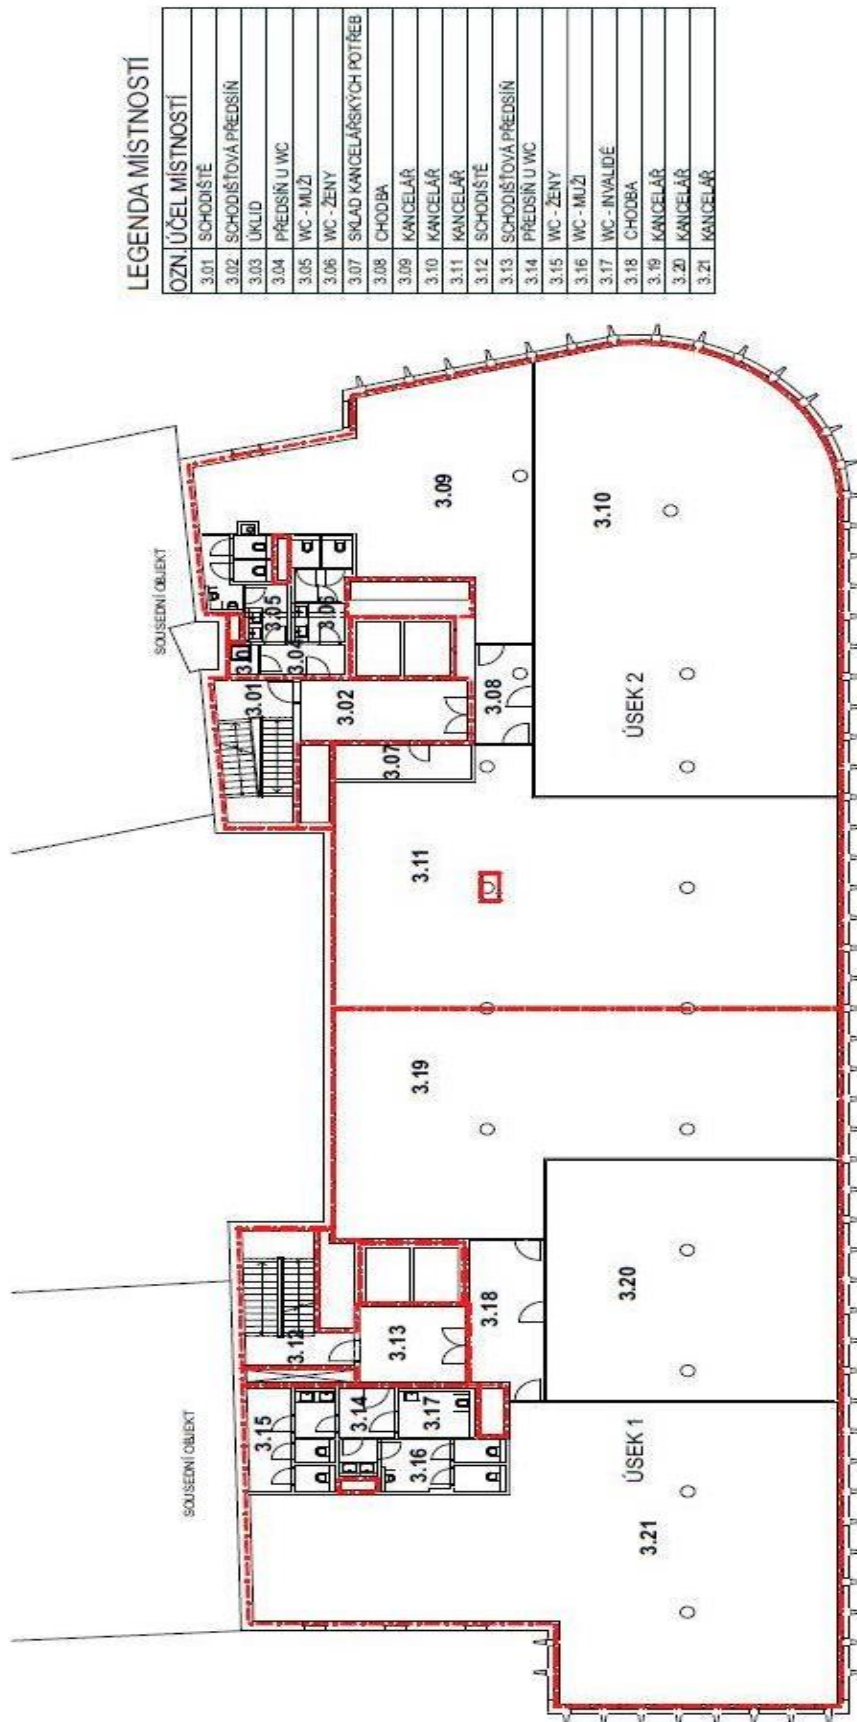 LEGENDA MÍSTNOSTÍ
OZN. ÚČEL MÍSTNOSTÍ
3.01 SCHODIŠTĚ
3.02 SCHODIŠŤOVÁ PŘEDSÍŇ
3.03 ÚKLID
3.04 PŘEDSÍŇ U WC
3.05 WC - MUŽI
3.06 WC - ŽENY
3.07 SKLAD KANCELÁŘSKÝCH POTŘEB
3.08 CHODBA
3.09 KANCELÁŘ
3.10 KANCELÁŘ
3.11 KANCELÁŘ
3.12 SCHODIŠTĚ
3.13 SCHODIŠŤOVÁ PŘEDSÍŇ
3.14 PŘEDSÍŇ U WC
3.15 WC - ŽENY
3.16 WC - MUŽI
3.17 WC - INVALIDÉ
3.18 CHODBA
3.19 KANCELÁŘ
3.20 KANCELÁŘ
3.21 KANCELÁŘ
SOUSEDNÍ OBJEKT
SOUSEDNÍ OBJEKT
3.15
3.12
3.14
3.13
3.16
3.17
3.18
3.21
ÚSEK 1
3.20
3.19
3.11
3.07
3.01
3.02
3.04
3.05
3.06
3.08
3.09
3.10
ÚSEK 2